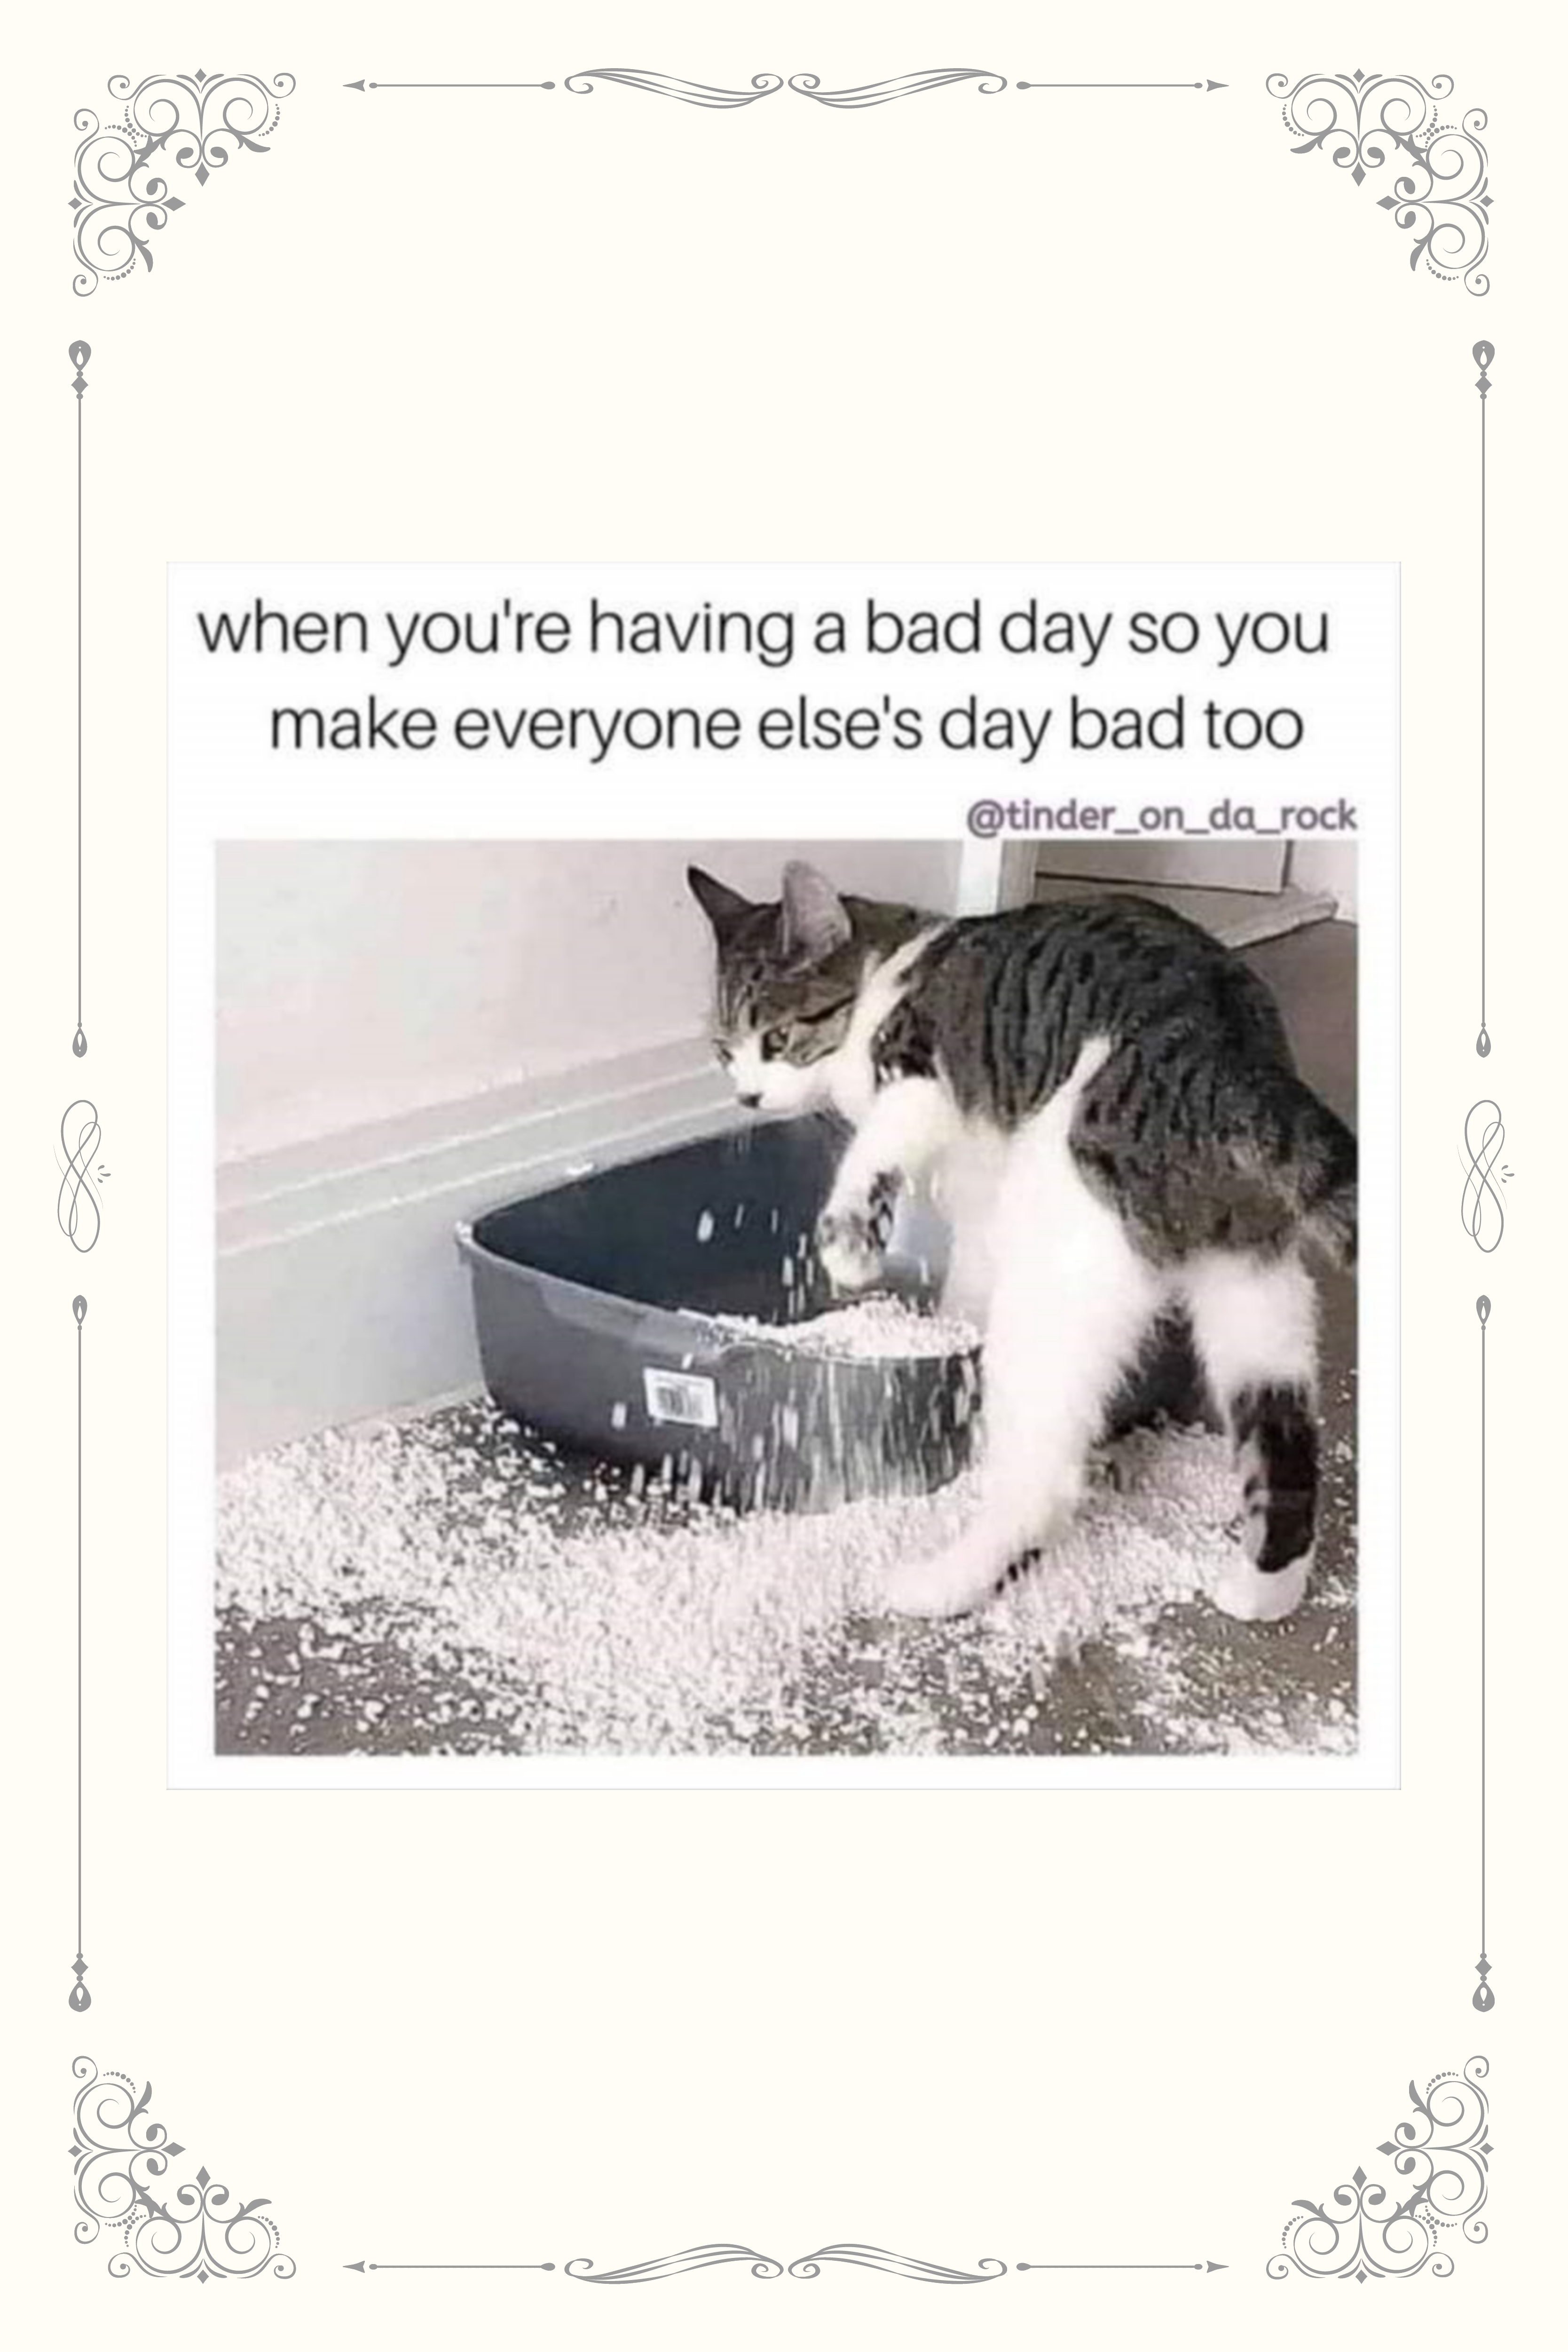 when you're having a bad day so you
make everyone else's day bad too
@tinder_on_da_rock